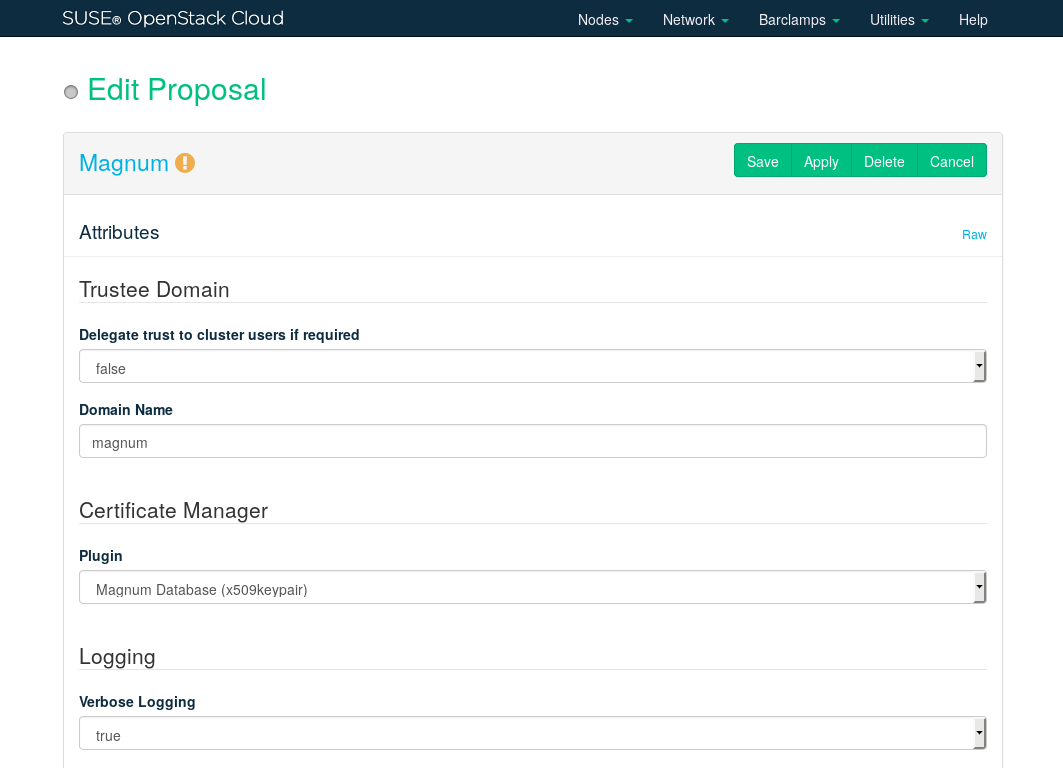 SUSE® OpenStack Cloud Nodes Network Barclamps Utilities Help
Edit Proposal
Magnum Save Apply Delete Cancel
Attributes Raw
Trustee Domain
Delegate trust to cluster users if required
false
Domain Name
magnum
Certificate Manager
Plugin
Magnum Database (x509keypair)
Logging
Verbose Logging
true